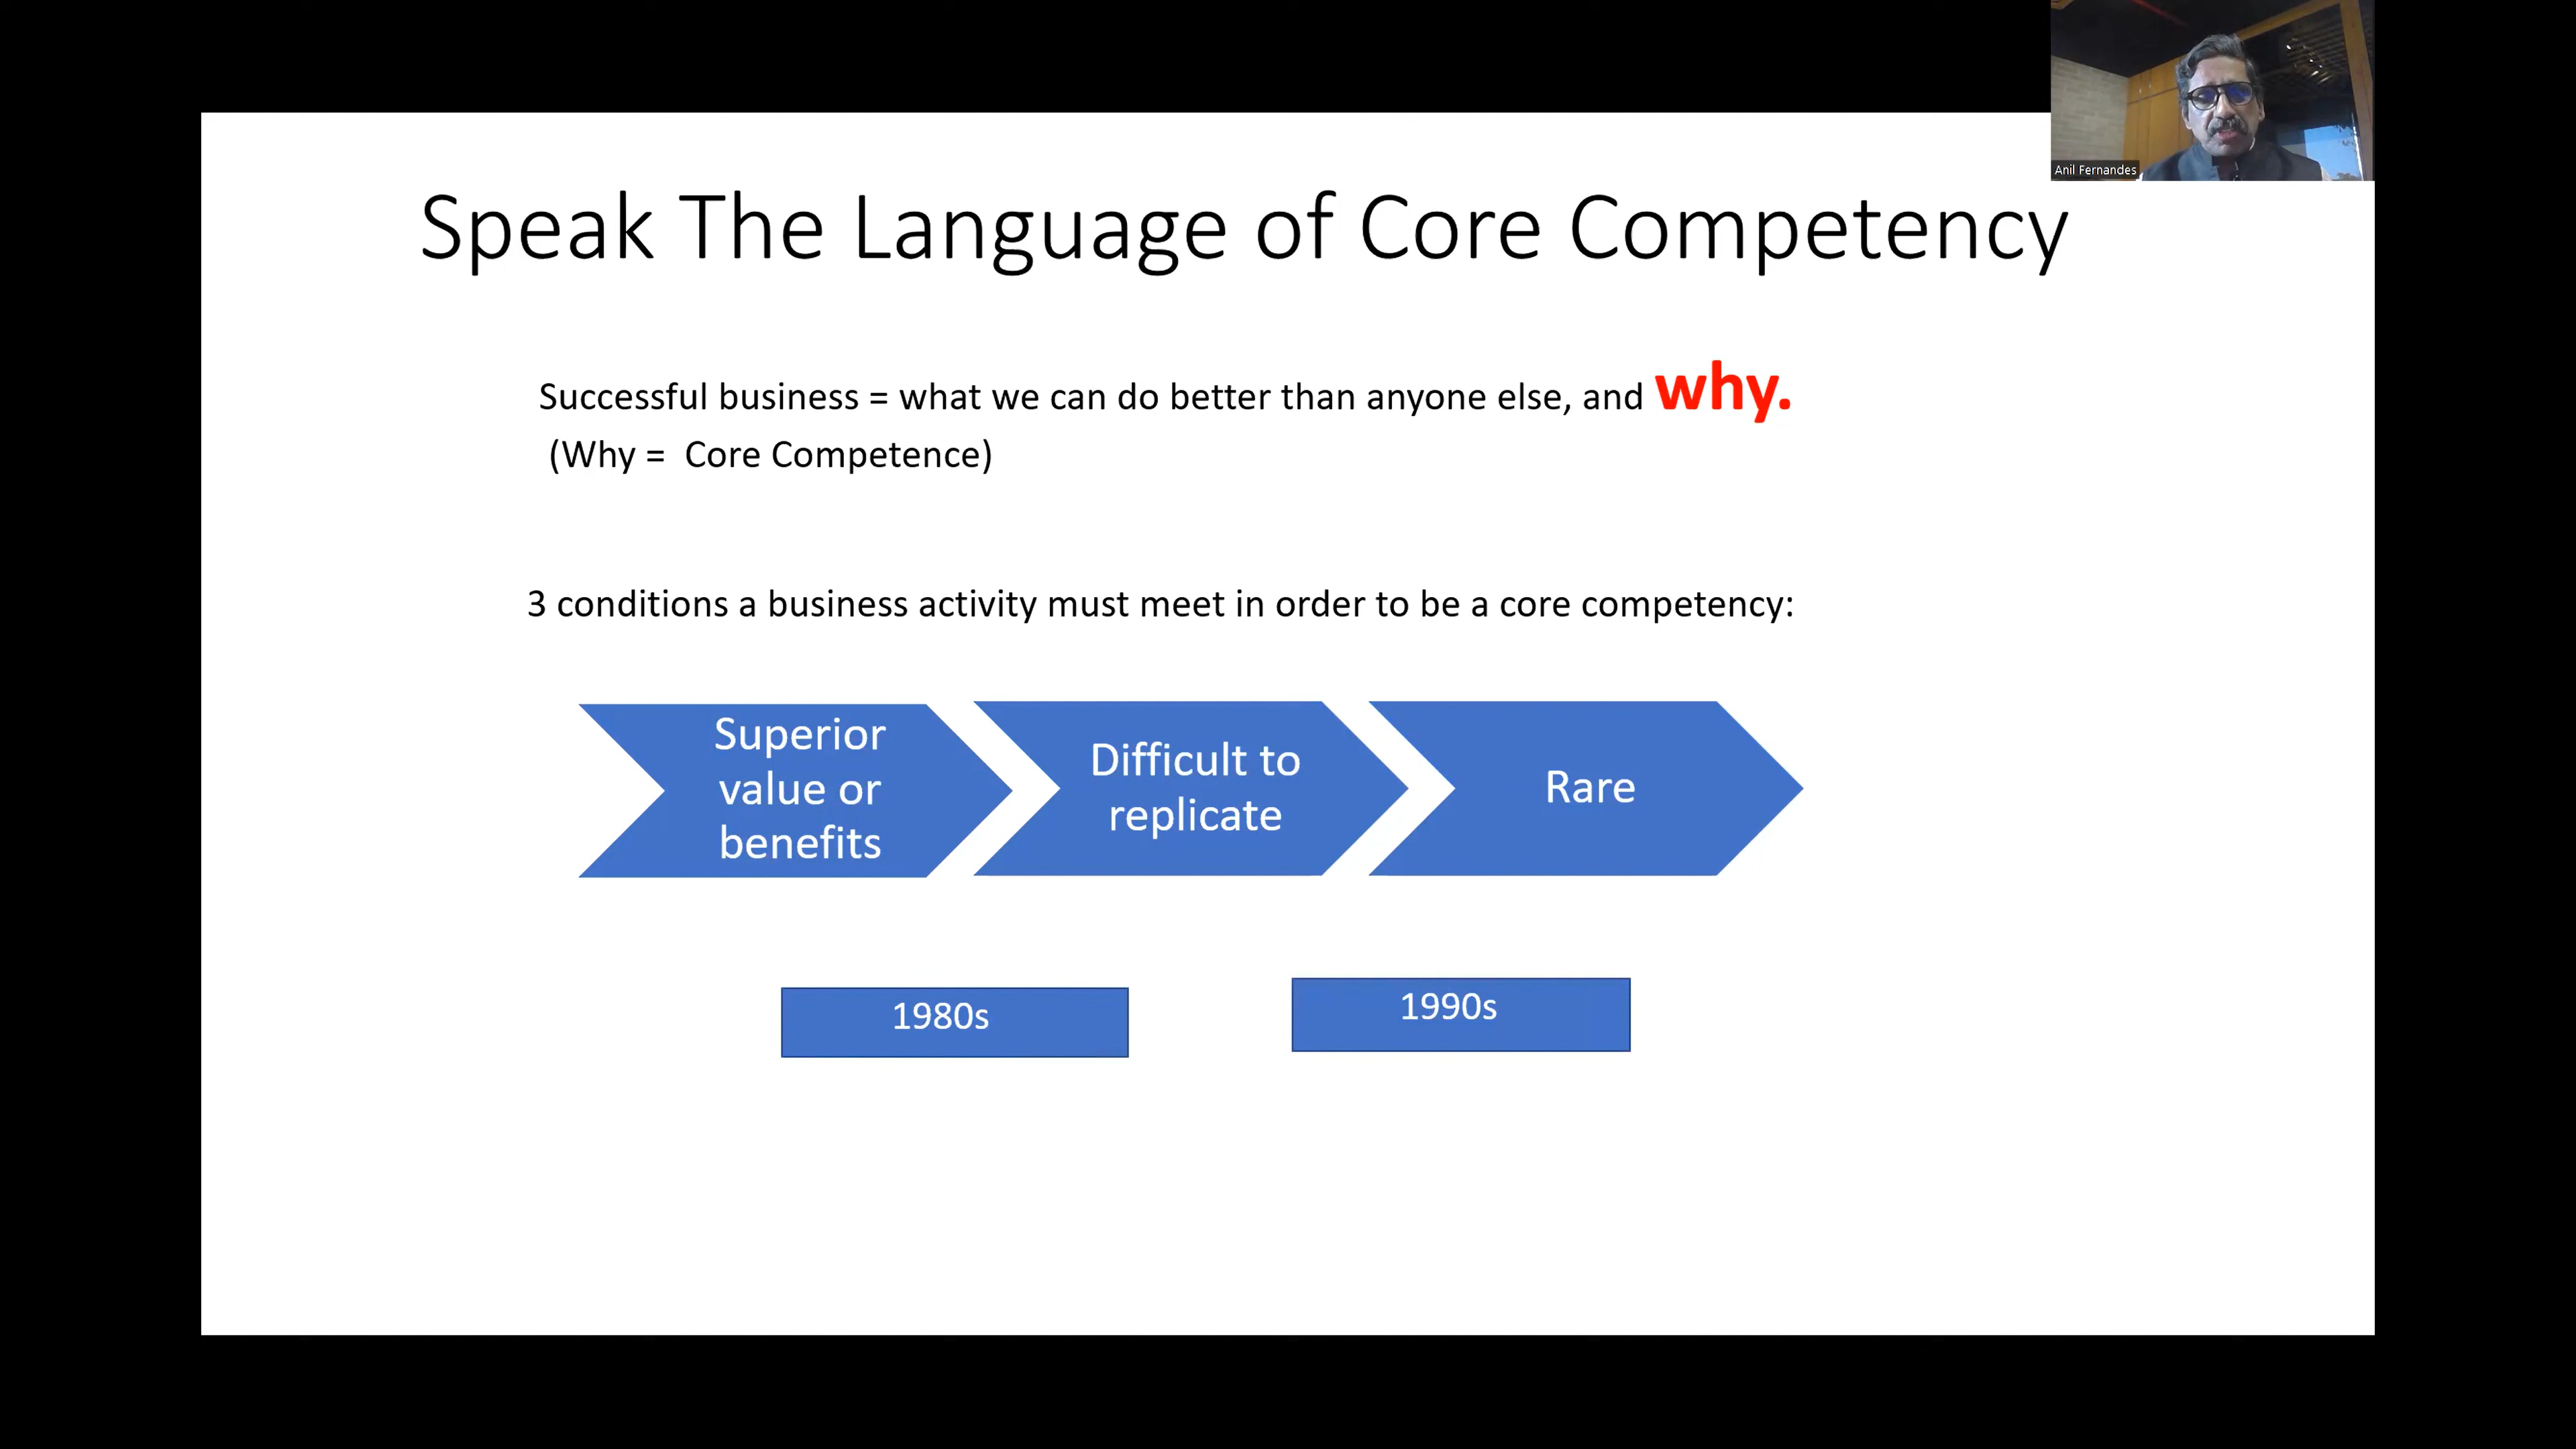 Anil Fernandes
Speak The Language of Core Competency
Successful business = what we can do better than anyone else, and why.
(Why = Core Competence)
3 conditions a business activity must meet in order to be a core competency:
Superior
value or
benefits
Difficult to
replicate
Rare
1980s
1990s